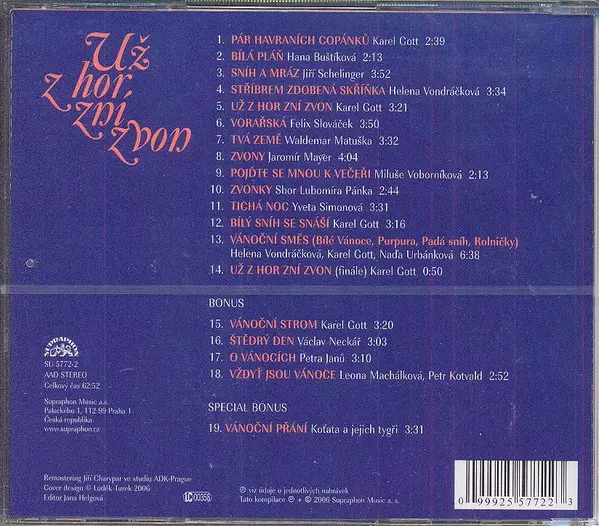 Už
z hor
zní
zvon
1. PÁR HAVRANÍCH COPÁNKŮ Karel Gott 2:39
2. BÍLÁ PLÁŇ Hana Buštíková 2:13
3. SNÍH A MRÁZ Jiří Schelinger 3:52
4. STŘÍBREM ZDOBENÁ SKŘÍŇKA Helena Vondráčková 3:34
5. UŽ Z HOR ZNÍ ZVON Karel Gott 3:21
6. VORAŘSKÁ Felix Slováček 3:50
7. TVÁ ZEMĚ Waldemar Matuška 3:32
8. ZVONY Jaromír Mayer 4:04
9. POJĎTE SE MNOU K VEČEŘI Miluše Voborníková 2:13
10. ZVONKY Sbor Lubomíra Pánka 2:44
11. TICHÁ NOC Yveta Simonová 3:31
12. BÍLÝ SNÍH SE SNÁŠÍ Karel Gott 3:16
13. VÁNOČNÍ SMĚS (Bílé Vánoce, Purpura, Padá sníh, Rolničky)
Helena Vondráčková, Karel Gott, Naďa Urbánková 6:38
14. UŽ Z HOR ZNÍ ZVON (finále) Karel Gott 0:50
BONUS
15. VÁNOČNÍ STROM Karel Gott 3:20
16. ŠTĚDRÝ DEN Václav Neckář 3:03
17. O VÁNOCÍCH Petra Janů 3:10
18. VŽDYŤ JSOU VÁNOCE Leona Machálková, Petr Kotvald 2:52
SPECIAL BONUS
19. VÁNOČNÍ PŘÁNÍ Koťata a jejich tygři 3:31
SUPRAPHON
SU 5772-2
AAD STEREO
Celkový čas 62:52
Supraphon Music a.s.
Palackého 1, 112 99 Praha 1
Česká republika
www.supraphon.cz
Remastering Jiří Charypar ve studiu ADK-Prague
Cover design © Luděk Turek 2006
Editor Jana Helgová
LC 00358
℗ viz údaje u jednotlivých nahrávek
Tato kompilace ℗ + © 2006 Supraphon Music a. s.
0 99925 57722 3